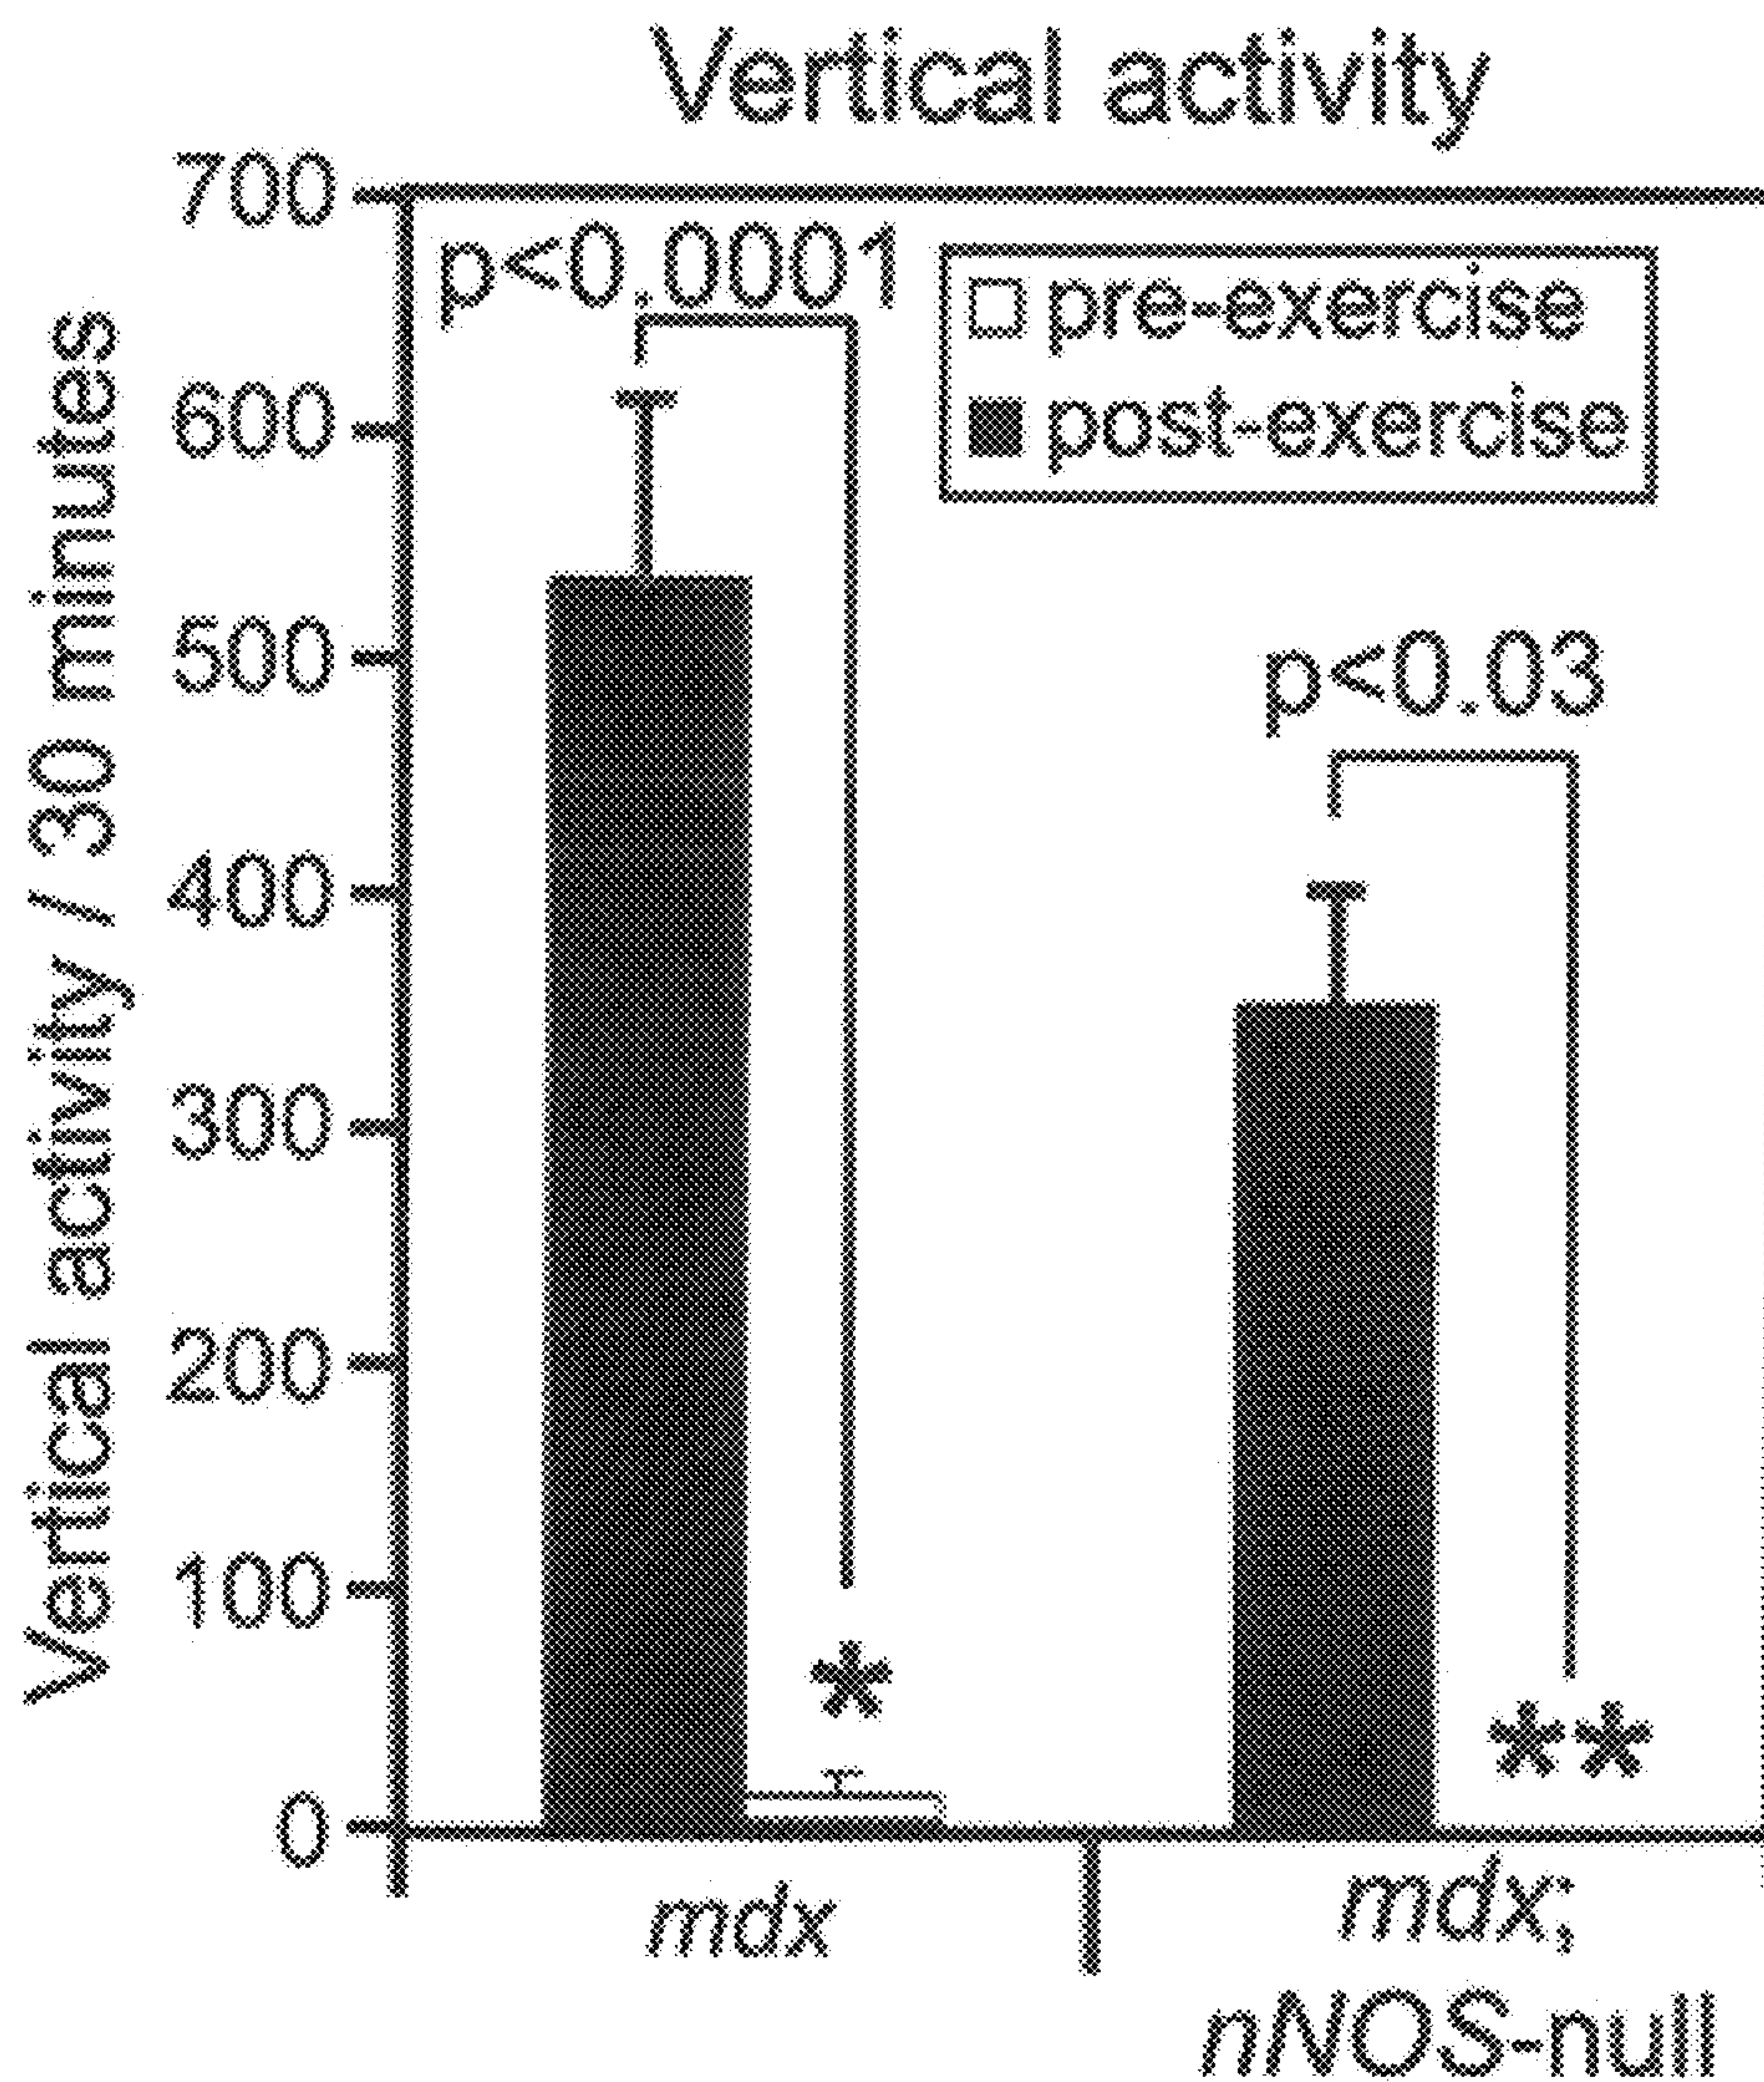 Vertical activity
700
p<0.0001
pre-exercise
post-exercise
600
500
p<0.03
400
300
200
100
*
**
0
Vertical activity / 30 minutes
mdx
mdx;
nNOS-null